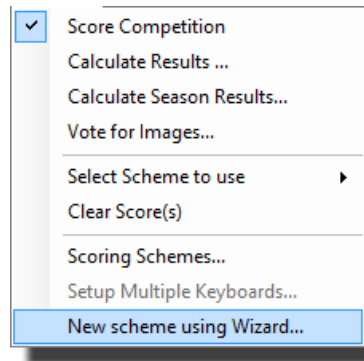 Score Competition
Calculate Results ...
Calculate Season Results...
Vote for Images...
Select Scheme to use
Clear Score(s)
Scoring Schemes...
Setup Multiple Keyboards...
New scheme using Wizard...